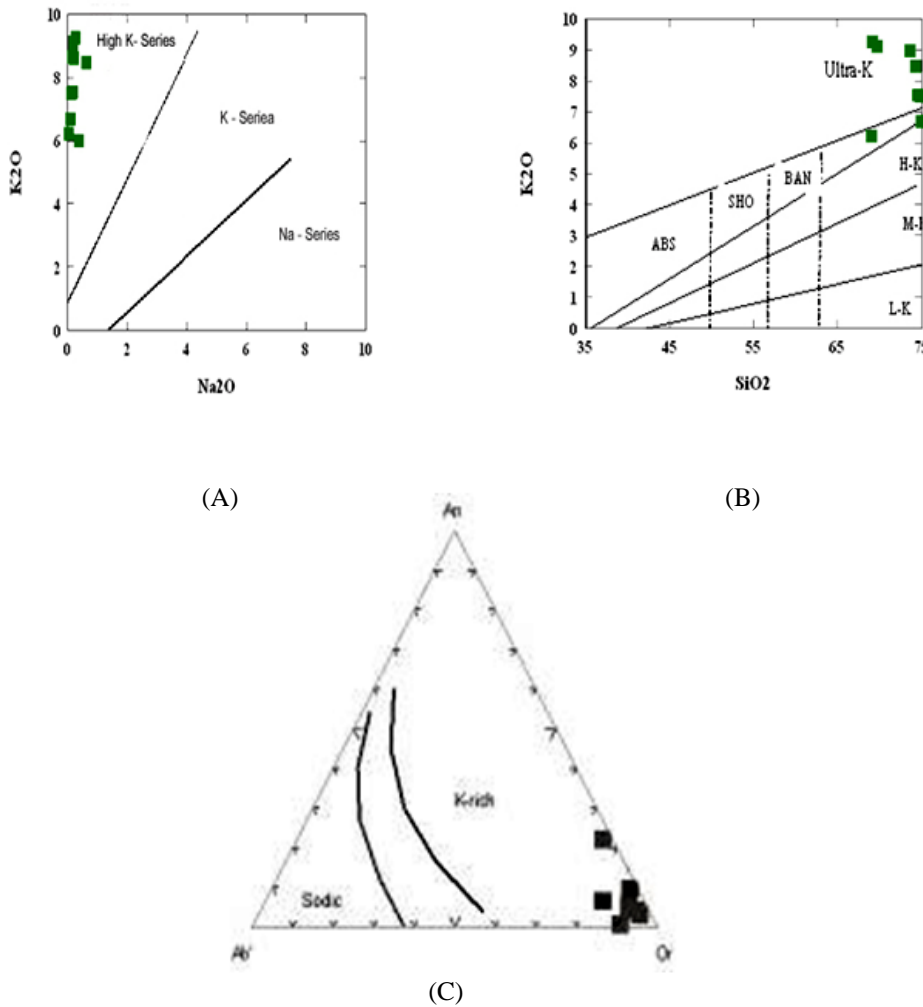 10
8
6
4
2
0
K2O
High K- Series
K - Seriea
Na - Series
0 2 4 6 8 10
Na2O
10
9
8
7
6
5
4
3
2
1
0
K2O
Ultra-K
BAN
SHO
ABS
H-K
L-K
35 45 55 65 75
SiO2
(A)
(B)
An
K-rich
Sodic
Ab'
Or
(C)